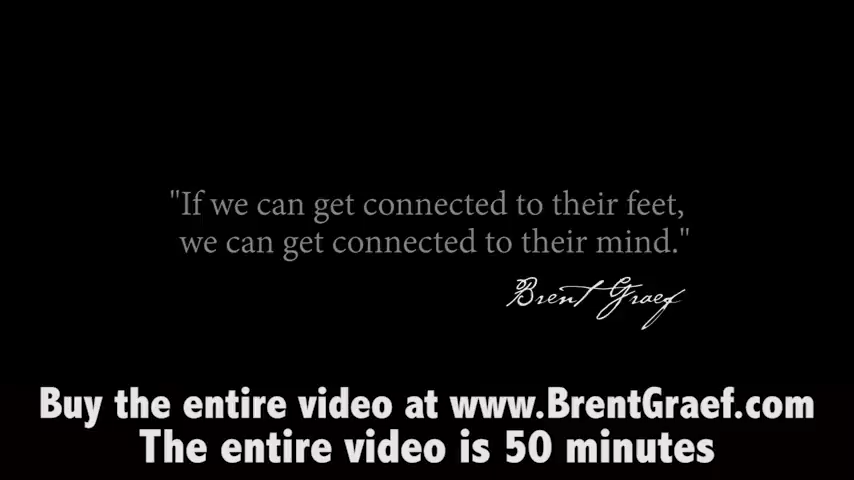 "If we can get connected to their feet,
we can get connected to their mind."
Brent Graef
Buy the entire video at www.BrentGraef.com
The entire video is 50 minutes